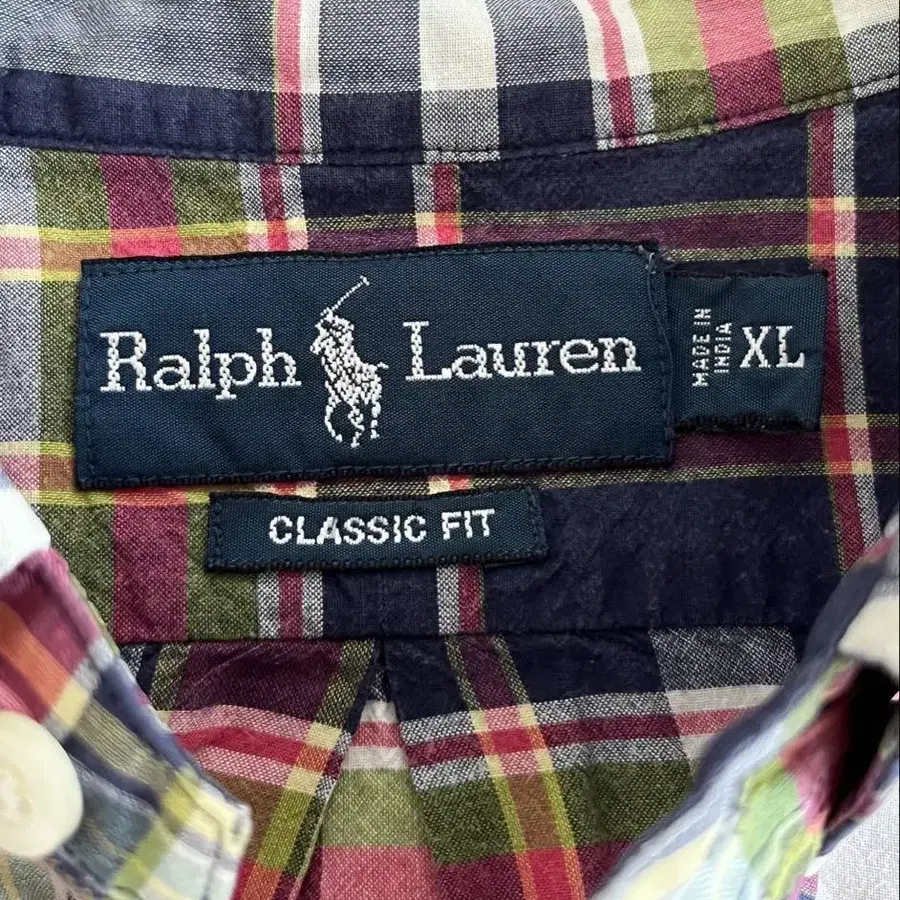 Ralph Lauren
MADE IN
INDIA
XL
CLASSIC FIT